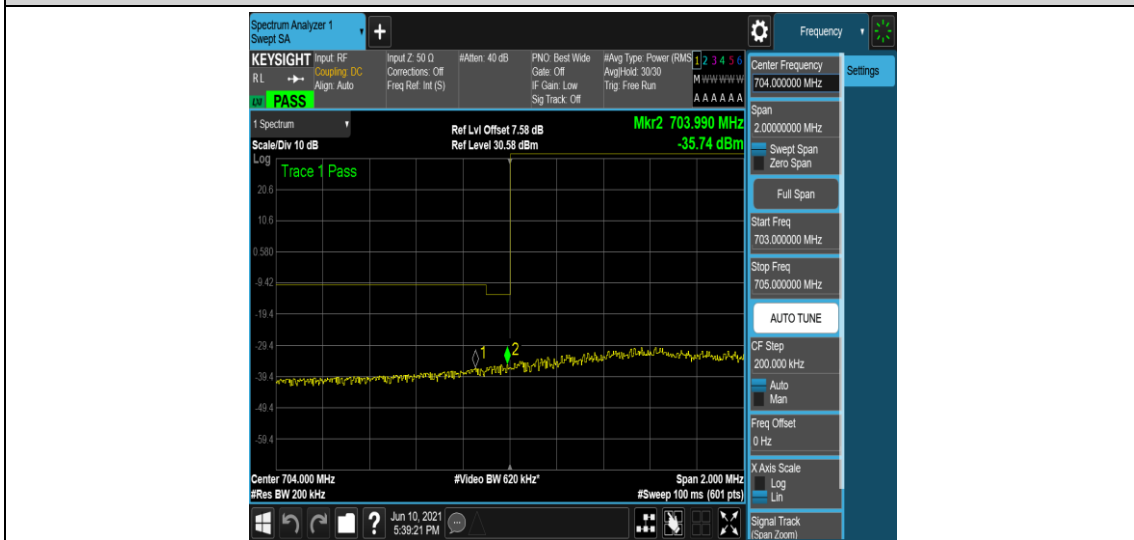 Spectrum Analyzer 1
Swept SA
Frequency
KEYSIGHT
RL
PASS
Input: RF
Coupling: DC
Align: Auto
Input Z: 50 Ω
Corrections: Off
Freq Ref: Int (S)
#Atten: 40 dB
PNO: Best Wide
Gate: Off
IF Gain: Low
Sig Track: Off
#Avg Type: Power (RMS
Avg|Hold: 30/30
Trig: Free Run
1 2 3 4 5 6
M W W W W W
A A A A A A
1 Spectrum
Scale/Div 10 dB
Ref Lvl Offset 7.58 dB
Ref Level 30.58 dBm
Mkr2 703.990 MHz
-35.74 dBm
Log
Trace 1 Pass
20.6
10.6
0.580
-9.42
-19.4
-29.4
-39.4
-49.4
-59.4
1
2
Center 704.000 MHz
#Res BW 200 kHz
#Video BW 620 kHz*
Span 2.000 MHz
#Sweep 100 ms (601 pts)
Jun 10, 2021
5:39:21 PM
Center Frequency
704.000000 MHz
Settings
Span
2.00000000 MHz
Swept Span
Zero Span
Full Span
Start Freq
703.000000 MHz
Stop Freq
705.000000 MHz
AUTO TUNE
CF Step
200.000 kHz
Auto
Man
Freq Offset
0 Hz
X Axis Scale
Log
Lin
Signal Track
(Span Zoom)